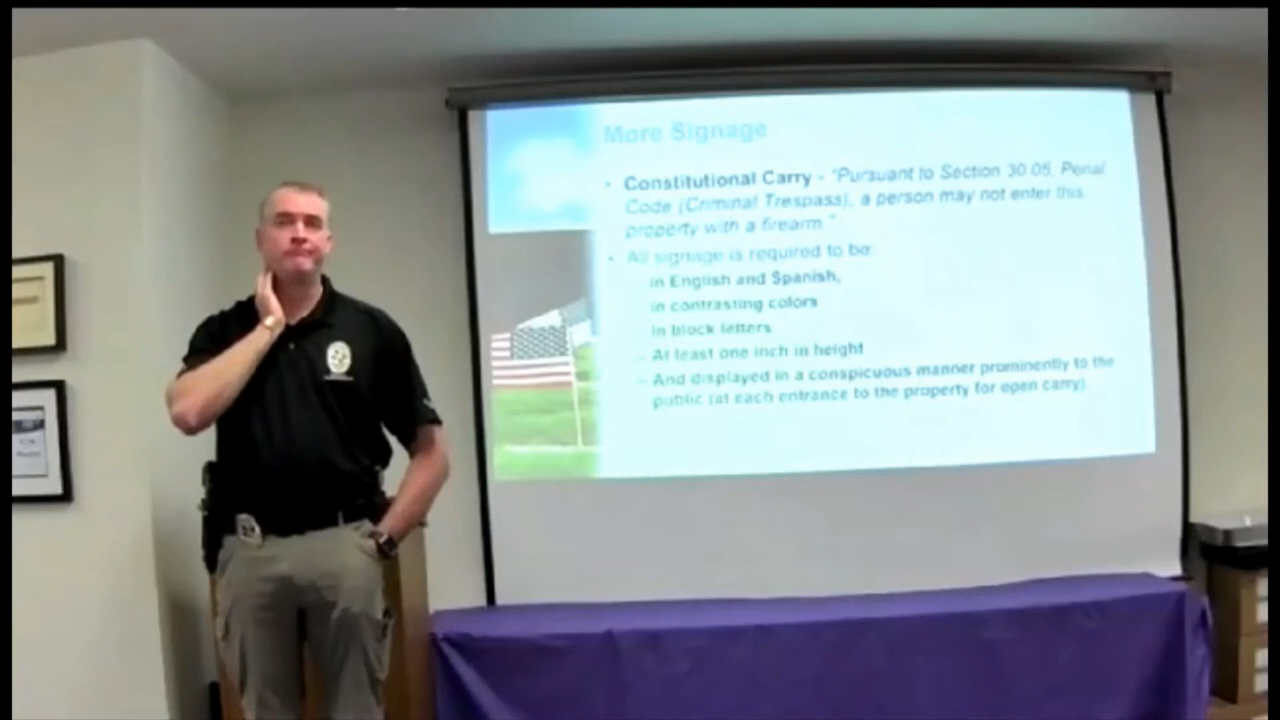 More Signage
• Constitutional Carry - "Pursuant to Section 30.05, Penal
Code (Criminal Trespass), a person may not enter this
property with a firearm."
• All signage is required to be:
– in English and Spanish,
– in contrasting colors
– in block letters
– At least one inch in height
– And displayed in a conspicuous manner prominently to the
public (at each entrance to the property for open carry).